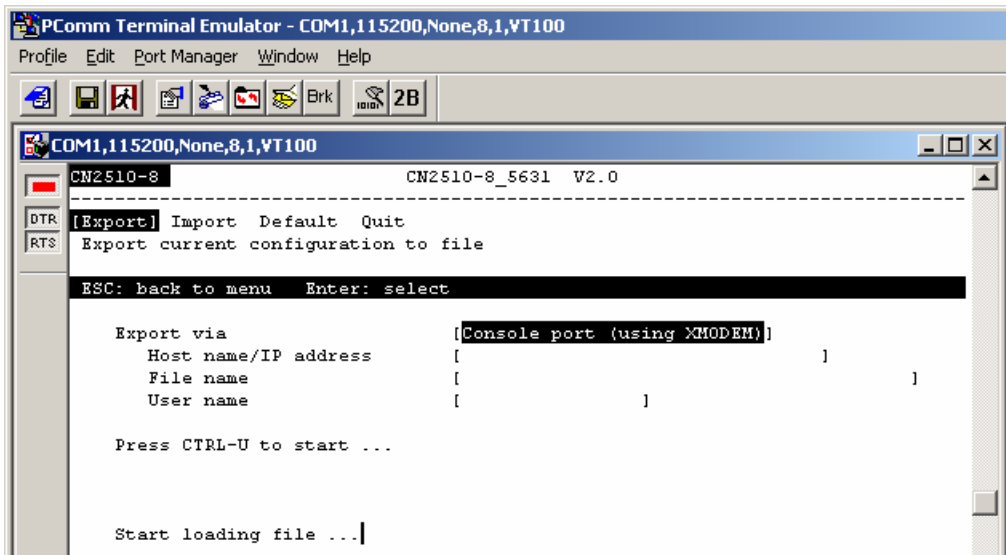 PComm Terminal Emulator - COM1,115200,None,8,1,VT100
Profile Edit Port Manager Window Help
Brk 2B
COM1,115200,None,8,1,VT100
CN2510-8 CN2510-8_5631 V2.0
--------------------------------------------------------------------------------
[Export] Import Default Quit
Export current configuration to file
ESC: back to menu Enter: select
Export via [Console port (using XMODEM)]
Host name/IP address [ ]
File name [ ]
User name [ ]
Press CTRL-U to start ...
Start loading file ...
DTR
RTS